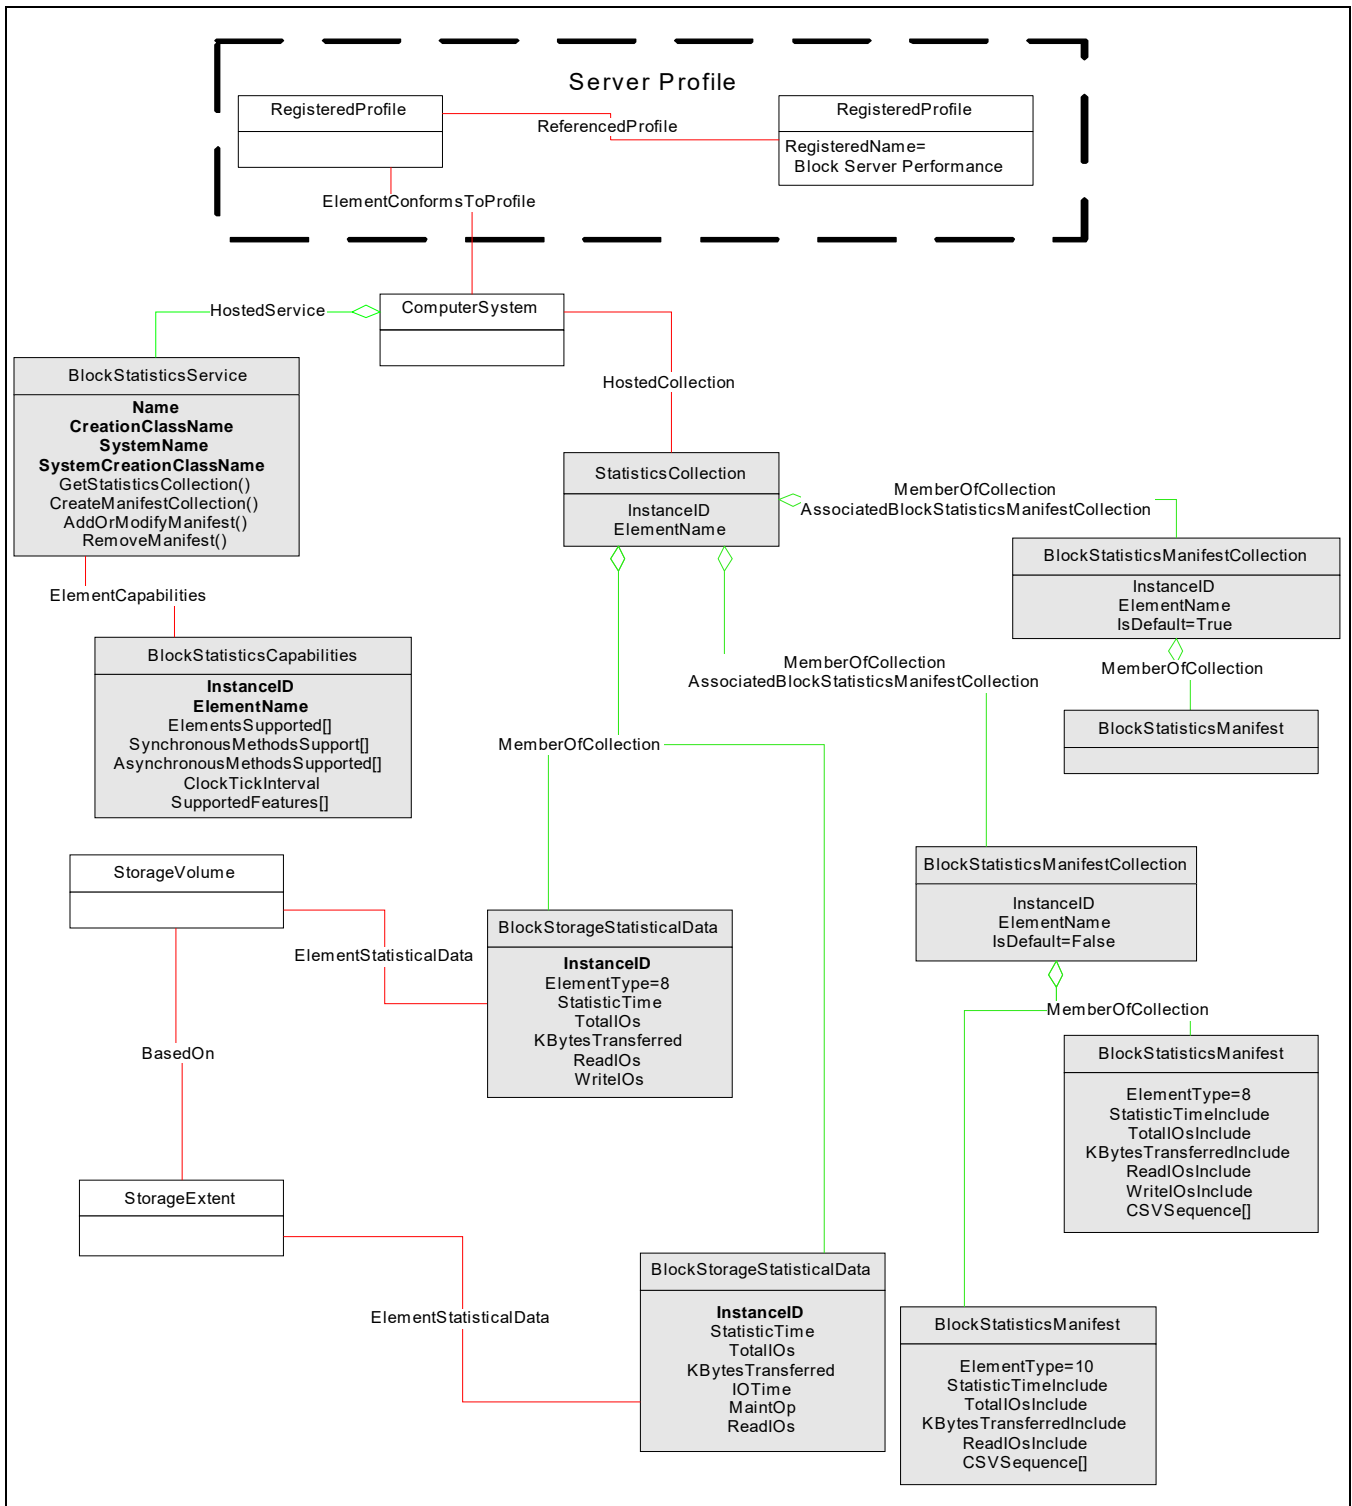 Server Profile
RegisteredProfile
RegisteredProfile
ReferencedProfile
RegisteredName=
Block Server Performance
ElementConformsToProfile
HostedService
ComputerSystem
BlockStatisticsService
Name
CreationClassName
SystemName
SystemCreationClassName
GetStatisticsCollection()
CreateManifestCollection()
AddOrModifyManifest()
RemoveManifest()
HostedCollection
StatisticsCollection
InstanceID
ElementName
MemberOfCollection
AssociatedBlockStatisticsManifestCollection
BlockStatisticsManifestCollection
InstanceID
ElementName
IsDefault=True
MemberOfCollection
BlockStatisticsManifest
ElementCapabilities
BlockStatisticsCapabilities
InstanceID
ElementName
ElementsSupported[]
SynchronousMethodsSupport[]
AsynchronousMethodsSupported[]
ClockTickInterval
SupportedFeatures[]
MemberOfCollection
AssociatedBlockStatisticsManifestCollection
MemberOfCollection
StorageVolume
ElementStatisticalData
BlockStorageStatisticalData
InstanceID
ElementType=8
StatisticTime
TotalIOs
KBytesTransferred
ReadIOs
WriteIOs
BlockStatisticsManifestCollection
InstanceID
ElementName
IsDefault=False
MemberOfCollection
BlockStatisticsManifest
ElementType=8
StatisticTimeInclude
TotalIOsInclude
KBytesTransferredInclude
ReadIOsInclude
WriteIOsInclude
CSVSequence[]
BasedOn
StorageExtent
ElementStatisticalData
BlockStorageStatisticalData
InstanceID
StatisticTime
TotalIOs
KBytesTransferred
IOTime
MaintOp
ReadIOs
BlockStatisticsManifest
ElementType=10
StatisticTimeInclude
TotalIOsInclude
KBytesTransferredInclude
ReadIOsInclude
CSVSequence[]